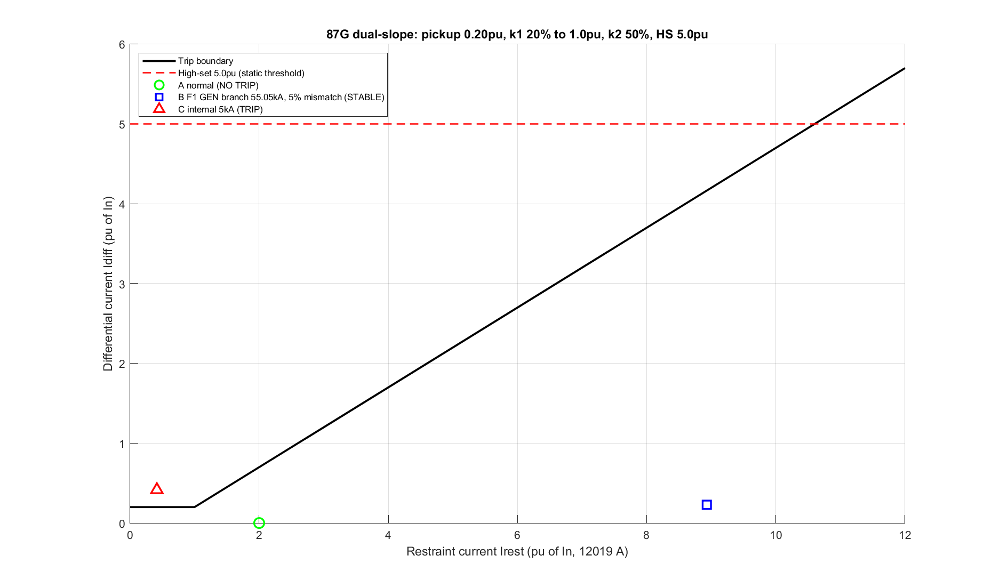 87G dual-slope: pickup 0.20pu, k1 20% to 1.0pu, k2 50%, HS 5.0pu
Trip boundary
High-set 5.0pu (static threshold)
A normal (NO TRIP)
B F1 GEN branch 55.05kA, 5% mismatch (STABLE)
C internal 5kA (TRIP)
6
5
4
3
2
1
0
Differential current Idiff (pu of In)
0
2
4
6
8
10
12
Restraint current Irest (pu of In, 12019 A)